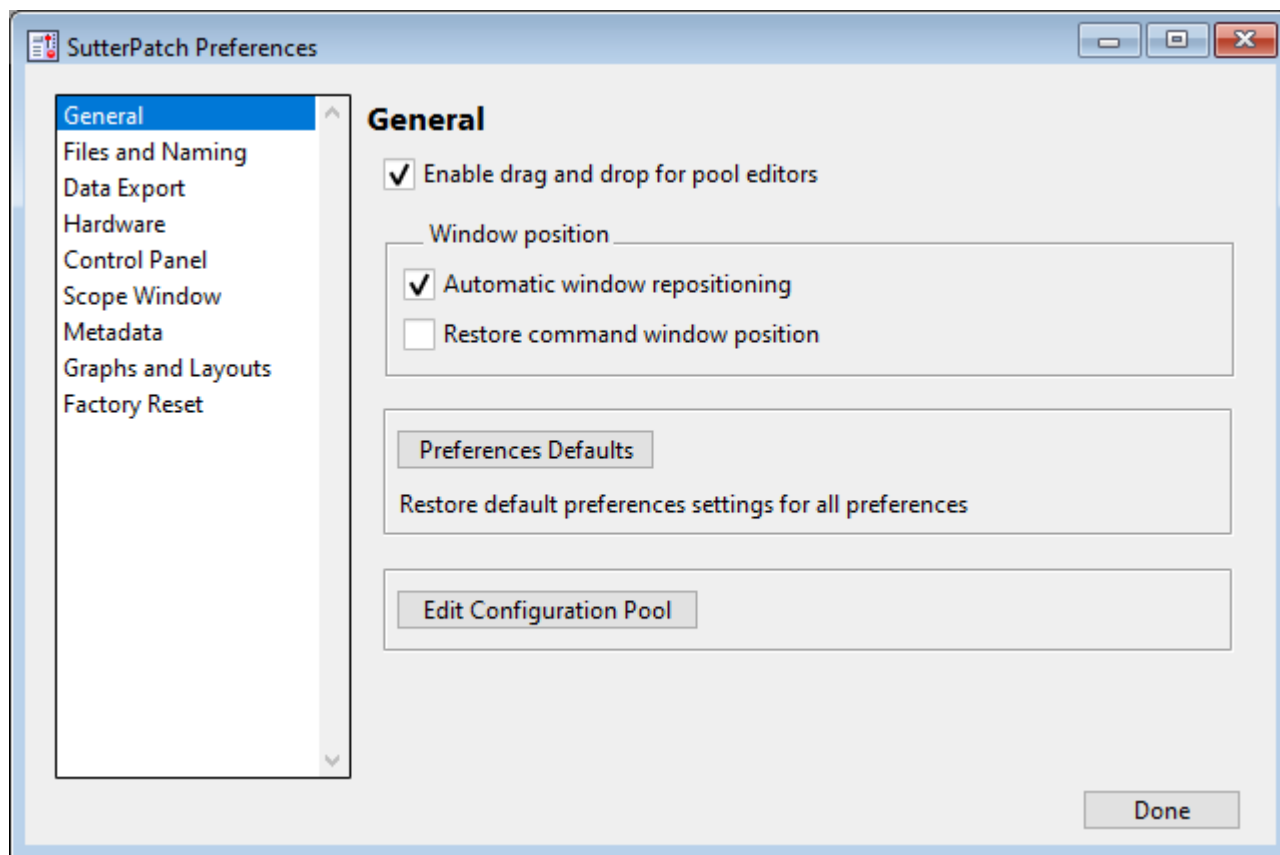 SutterPatch Preferences
General
Files and Naming
Data Export
Hardware
Control Panel
Scope Window
Metadata
Graphs and Layouts
Factory Reset
General
Enable drag and drop for pool editors
Window position
Automatic window repositioning
Restore command window position
Preferences Defaults
Restore default preferences settings for all preferences
Edit Configuration Pool
Done